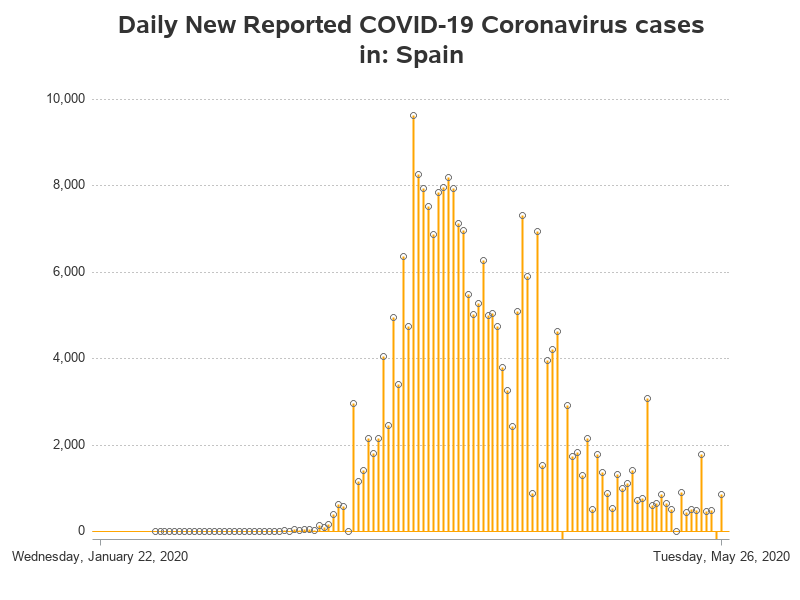 Daily New Reported COVID-19 Coronavirus cases
in: Spain
10,000
8,000
6,000
4,000
2,000
0
Wednesday, January 22, 2020
Tuesday, May 26, 2020